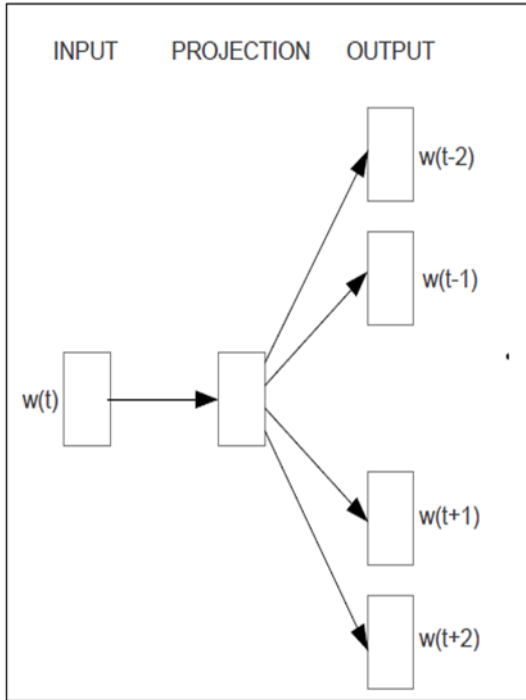 INPUT PROJECTION OUTPUT
w(t-2)
w(t-1)
w(t)
w(t+1)
w(t+2)